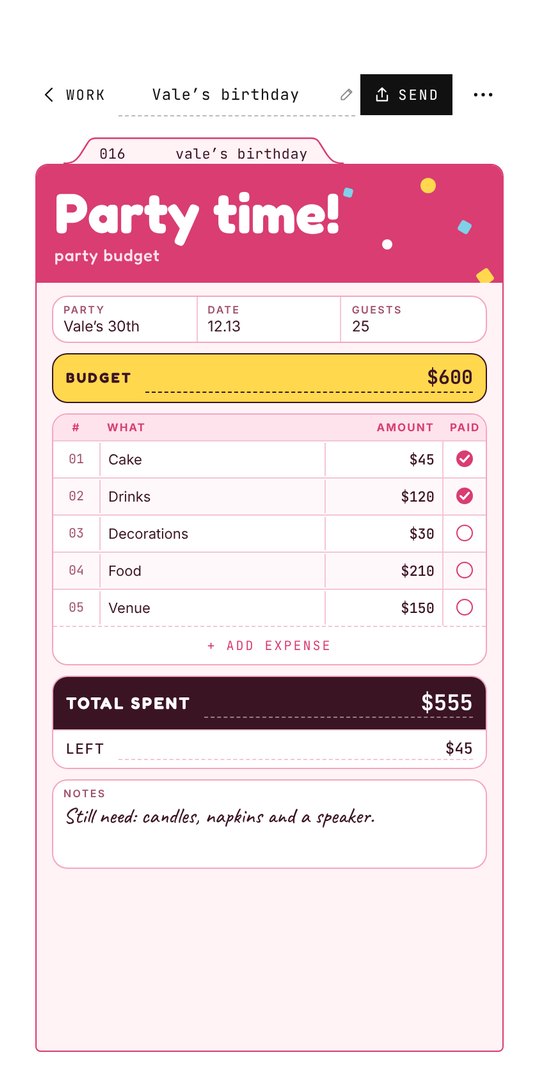 WORK Vale’s birthday SEND
016 vale’s birthday
Party time!
party budget
PARTY DATE GUESTS
Vale’s 30th 12.13 25
BUDGET $600
# WHAT AMOUNT PAID
01 Cake $45
02 Drinks $120
03 Decorations $30
04 Food $210
05 Venue $150
+ ADD EXPENSE
TOTAL SPENT $555
LEFT $45
NOTES
Still need: candles, napkins and a speaker.